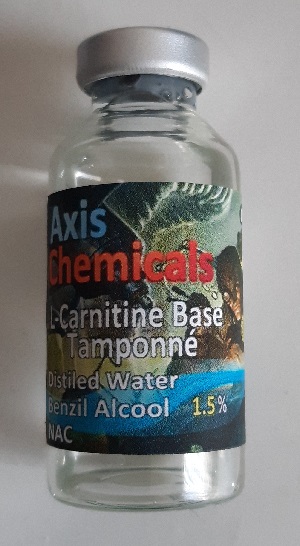 Axis
Chemicals
L-Carnitine Base
Tamponné
Distiled Water
Benzil Alcool 1.5%
NAC